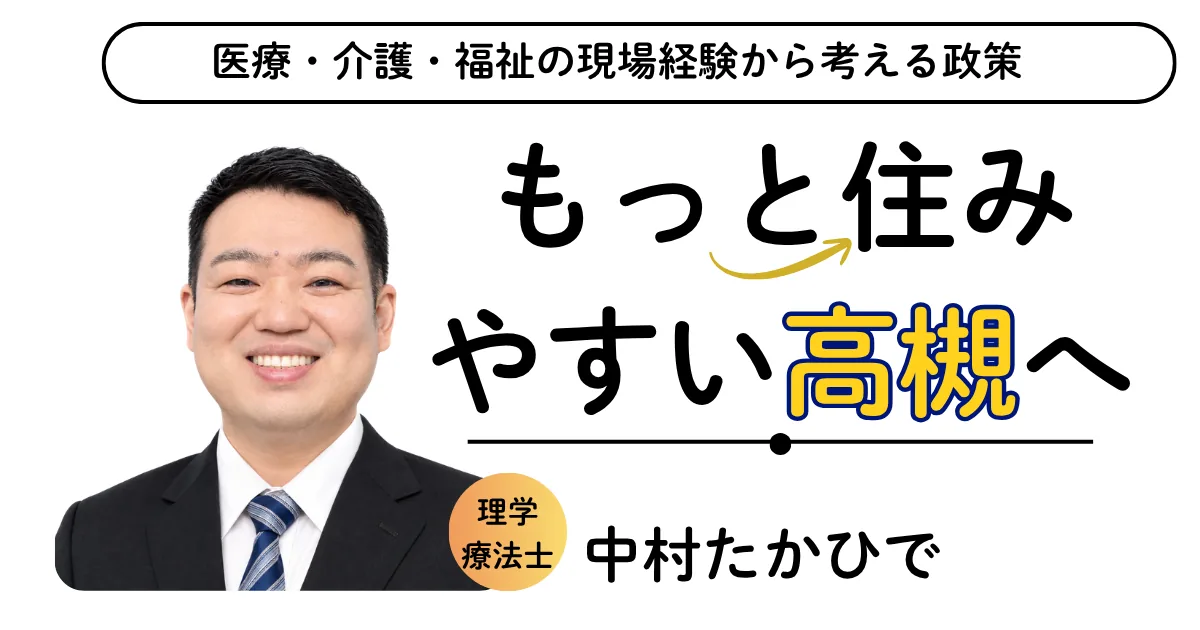 医療・介護・福祉の現場経験から考える政策
もっと住み
やすい高槻へ
理学
療法士
中村たかひで